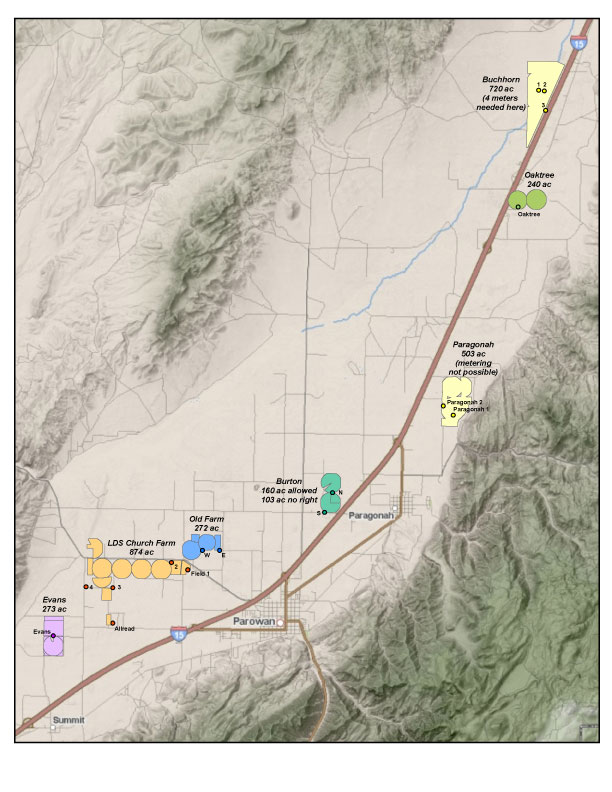 15
Buchhorn
720 ac
(4 meters
needed here)
1 2
3
Oaktree
240 ac
Oaktree
Paragonah
503 ac
(metering
not possible)
Paragonah 2
Paragonah 1
Burton
160 ac allowed
103 ac no right
N
S
Paragonah
Old Farm
272 ac
W E
LDS Church Farm
874 ac
2
Field 1
4 3
Evans
273 ac
Allread
Evans
Parowan
15
Summit